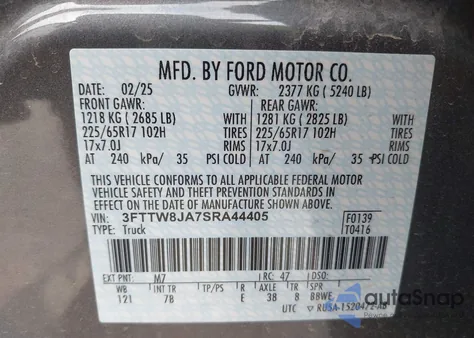 MFD. BY FORD MOTOR CO.
DATE: 02/25 GVWR: 2377 KG ( 5240 LB)
FRONT GAWR: REAR GAWR:
1218 KG ( 2685 LB) 1281 KG ( 2825 LB)
225/65R17 102H TIRES 225/65R17 102H TIRES
17x7.0J RIMS 17x7.0J RIMS
AT 240 kPa/ 35 PSI COLD AT 240 kPa/ 35 PSI COLD
THIS VEHICLE CONFORMS TO ALL APPLICABLE FEDERAL MOTOR
VEHICLE SAFETY AND THEFT PREVENTION STANDARDS IN EFFECT ON THE DATE
OF MANUFACTURE SHOWN ABOVE.
VIN: 3FTTW8JA7SRA44405 F0139
TYPE: Truck T0416
EXT PNT: M7 RC: 47 DSO:
WB INT TR TP/PS R AXLE TR SPR
121 7B E 38 8 BBWE
UTC RUSA-1520472-AB
autoSnap